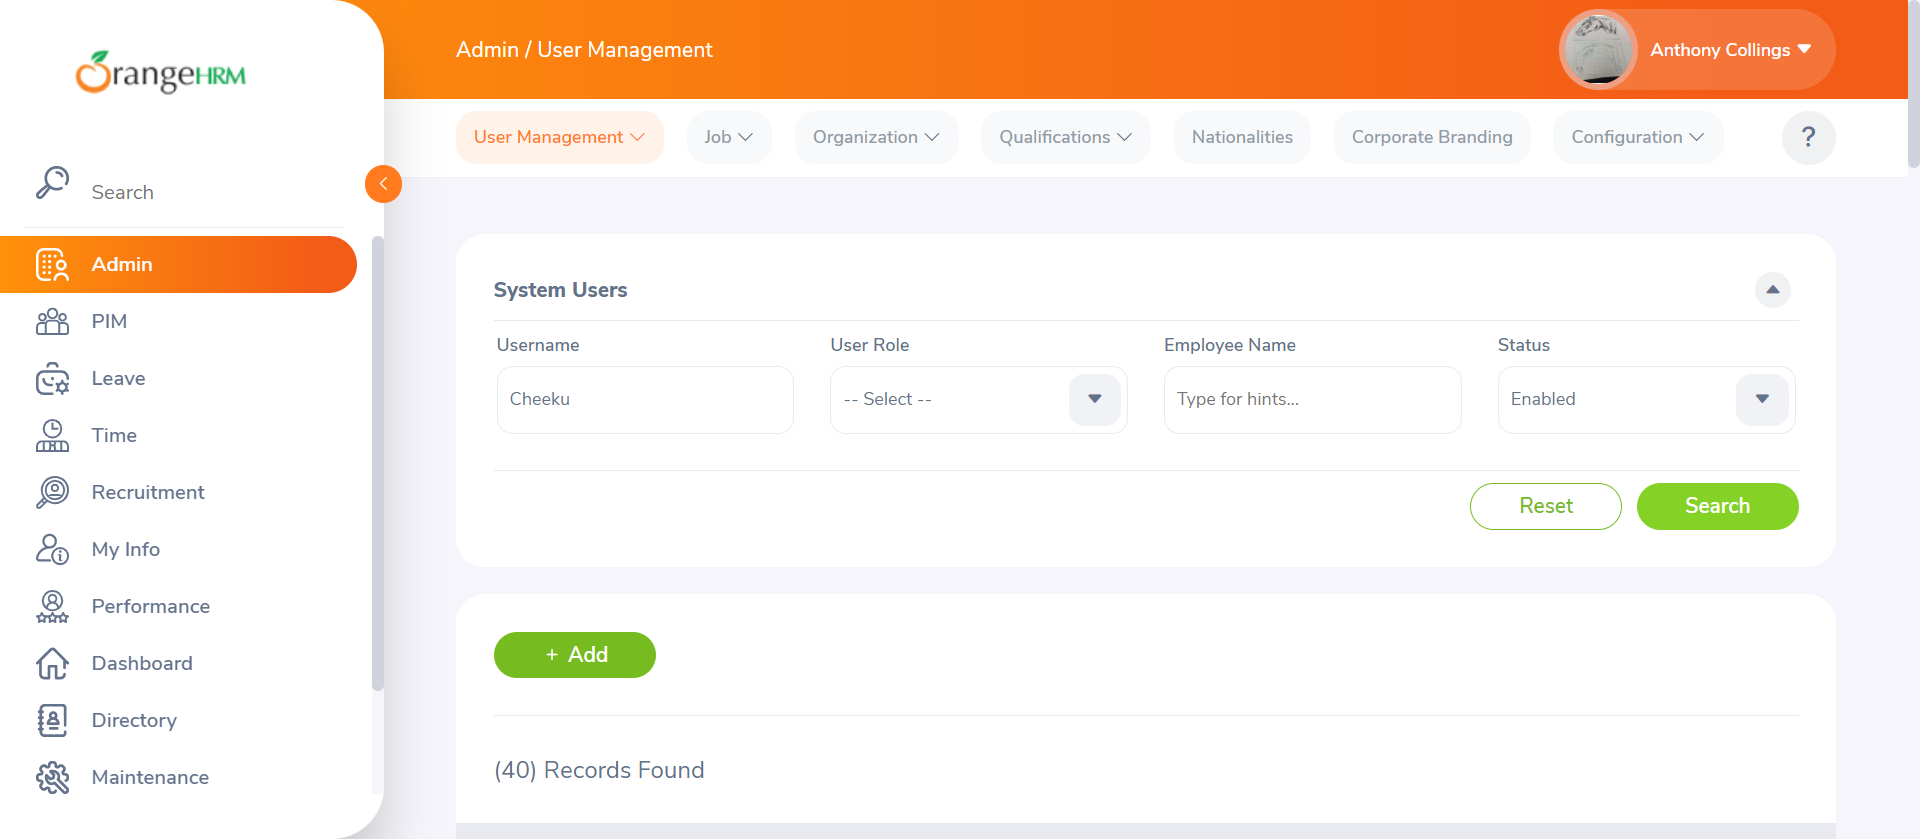 OrangeHRM
Search
Admin
PIM
Leave
Time
Recruitment
My Info
Performance
Dashboard
Directory
Maintenance
Admin / User Management
Anthony Collings
User Management
Job
Organization
Qualifications
Nationalities
Corporate Branding
Configuration
?
System Users
Username
User Role
Employee Name
Status
Cheeku
-- Select --
Type for hints...
Enabled
Reset
Search
+ Add
(40) Records Found